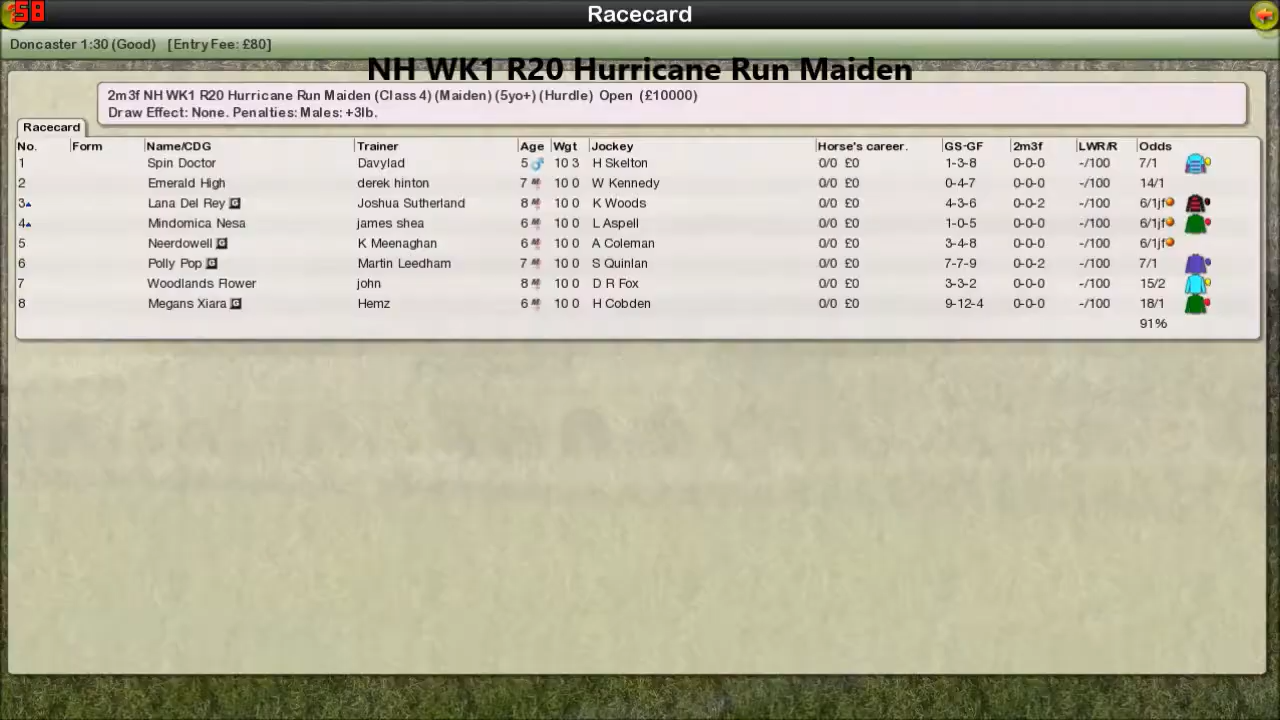 58
Racecard
Doncaster 1:30 (Good) [Entry Fee: £80]
NH WK1 R20 Hurricane Run Maiden
2m3f NH WK1 R20 Hurricane Run Maiden (Class 4) (Maiden) (5yo+) (Hurdle) Open (£10000)
Draw Effect: None. Penalties: Males: +3lb.
Racecard
No. Form Name/CDG Trainer Age Wgt Jockey Horse's career. GS-GF 2m3f LWR/R Odds
1 Spin Doctor Davylad 5 10 3 H Skelton 0/0 £0 1-3-8 0-0-0 -/100 7/1
2 Emerald High derek hinton 7 10 0 W Kennedy 0/0 £0 0-4-7 0-0-0 -/100 14/1
3 Lana Del Rey G Joshua Sutherland 8 10 0 K Woods 0/0 £0 4-3-6 0-0-2 -/100 6/1jf
4 Mindomica Nesa james shea 6 10 0 L Aspell 0/0 £0 1-0-5 0-0-0 -/100 6/1jf
5 Neerdowell G K Meenaghan 6 10 0 A Coleman 0/0 £0 3-4-8 0-0-0 -/100 6/1jf
6 Polly Pop G Martin Leedham 7 10 0 S Quinlan 0/0 £0 7-7-9 0-0-2 -/100 7/1
7 Woodlands Flower john 8 10 0 D R Fox 0/0 £0 3-3-2 0-0-0 -/100 15/2
8 Megans Xiara G Hemz 6 10 0 H Cobden 0/0 £0 9-12-4 0-0-0 -/100 18/1
91%